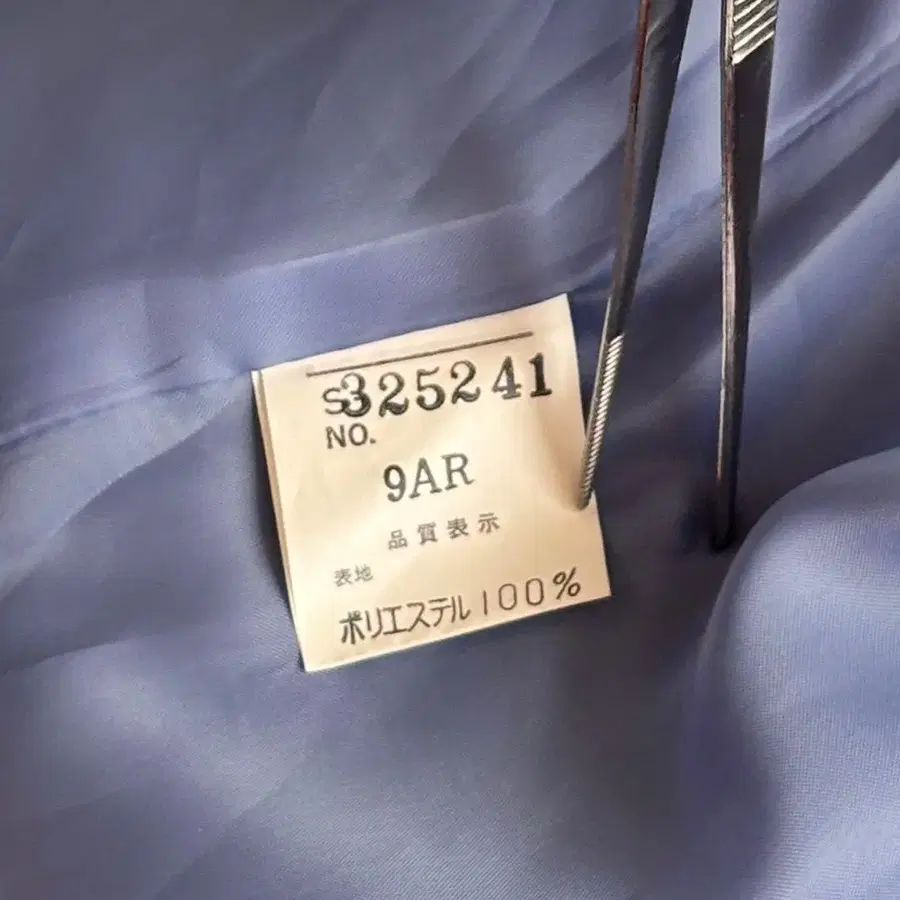 S325241
NO.
9AR
品質表示
表地
ポリエステル100%